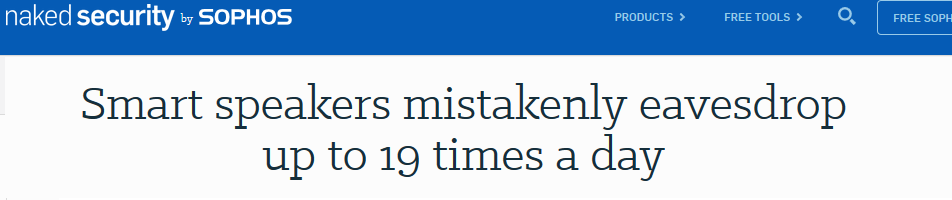 naked security by SOPHOS PRODUCTS FREE TOOLS FREE SOPH
Smart speakers mistakenly eavesdrop
up to 19 times a day